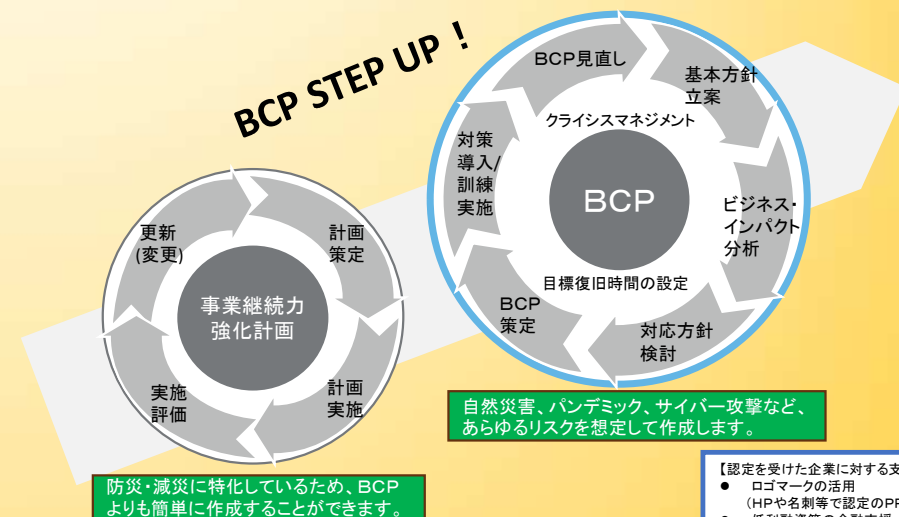 BCP STEP UP！
BCP見直し
基本方針
立案
クライシスマネジメント
対策
導入/
訓練
実施
BCP
ビジネス・
インパクト
分析
目標復旧時間の設定
BCP
策定
対応方針
検討
更新
(変更)
計画
策定
事業継続力
強化計画
実施
評価
計画
実施
自然災害、パンデミック、サイバー攻撃など、
あらゆるリスクを想定して作成します。
防災・減災に特化しているため、BCP
よりも簡単に作成することができます。
【認定を受けた企業に対する支
● ロゴマークの活用
（HPや名刺等で認定のPR